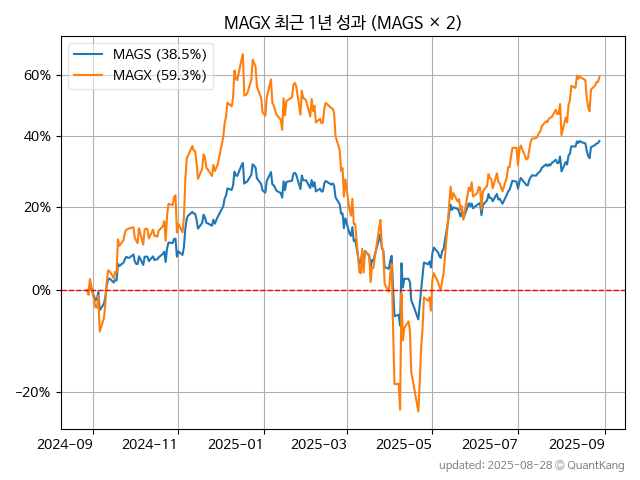 MAGX 최근 1년 성과 (MAGS × 2)
MAGS (38.5%)
MAGX (59.3%)
60%
40%
20%
0%
−20%
2024-09 2024-11 2025-01 2025-03 2025-05 2025-07 2025-09
updated: 2025-08-28 © QuantKang